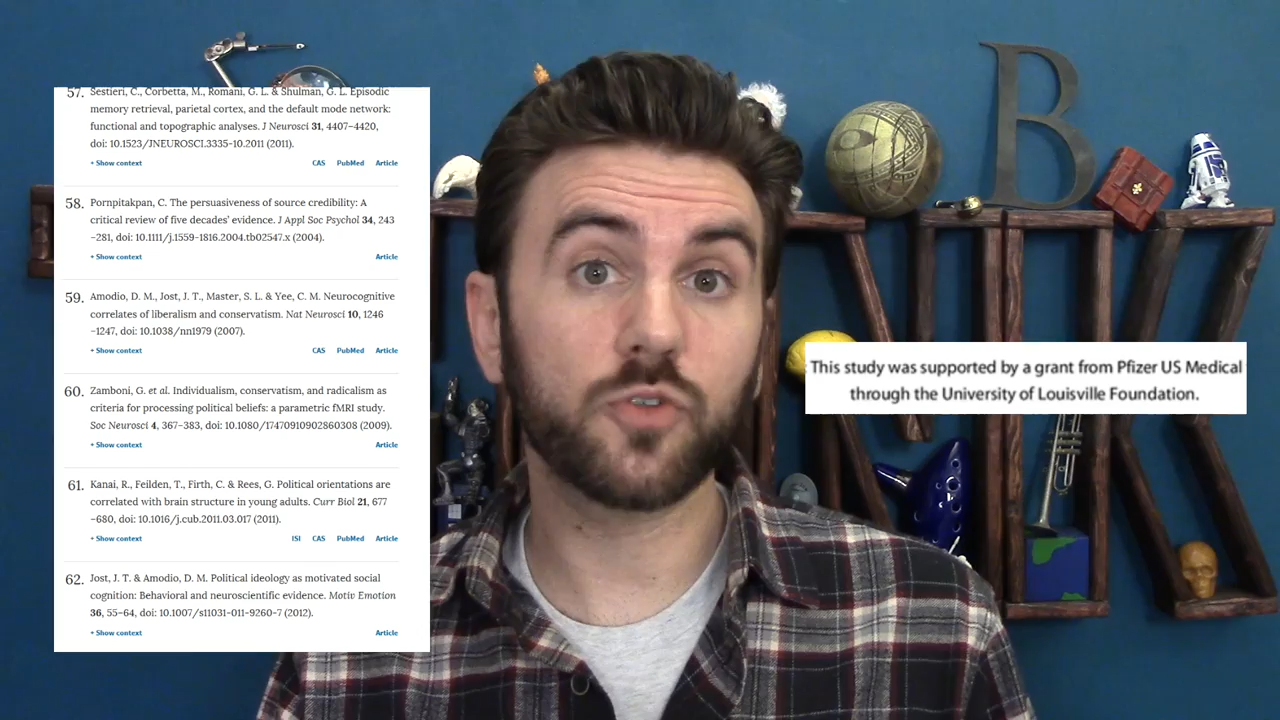 57. Sestieri, C., Corbetta, M., Romani, G. L. & Shulman, G. L. Episodic
memory retrieval, parietal cortex, and the default mode network:
functional and topographic analyses. J Neurosci 31, 4407–4420,
doi: 10.1523/JNEUROSCI.3335-10.2011 (2011).
+ Show context CAS PubMed Article
58. Pornpitakpan, C. The persuasiveness of source credibility: A
critical review of five decades' evidence. J Appl Soc Psychol 34, 243
–281, doi: 10.1111/j.1559-1816.2004.tb02547.x (2004).
+ Show context Article
59. Amodio, D. M., Jost, J. T., Master, S. L. & Yee, C. M. Neurocognitive
correlates of liberalism and conservatism. Nat Neurosci 10, 1246
–1247, doi: 10.1038/nn1979 (2007).
+ Show context CAS PubMed Article
60. Zamboni, G. et al. Individualism, conservatism, and radicalism as
criteria for processing political beliefs: a parametric fMRI study.
Soc Neurosci 4, 367–383, doi: 10.1080/17470910902860308 (2009).
+ Show context Article
61. Kanai, R., Feilden, T., Firth, C. & Rees, G. Political orientations are
correlated with brain structure in young adults. Curr Biol 21, 677
–680, doi: 10.1016/j.cub.2011.03.017 (2011).
+ Show context ISI CAS PubMed Article
62. Jost, J. T. & Amodio, D. M. Political ideology as motivated social
cognition: Behavioral and neuroscientific evidence. Motiv Emotion
36, 55–64, doi: 10.1007/s11031-011-9260-7 (2012).
+ Show context Article
This study was supported by a grant from Pfizer US Medical
through the University of Louisville Foundation.
B